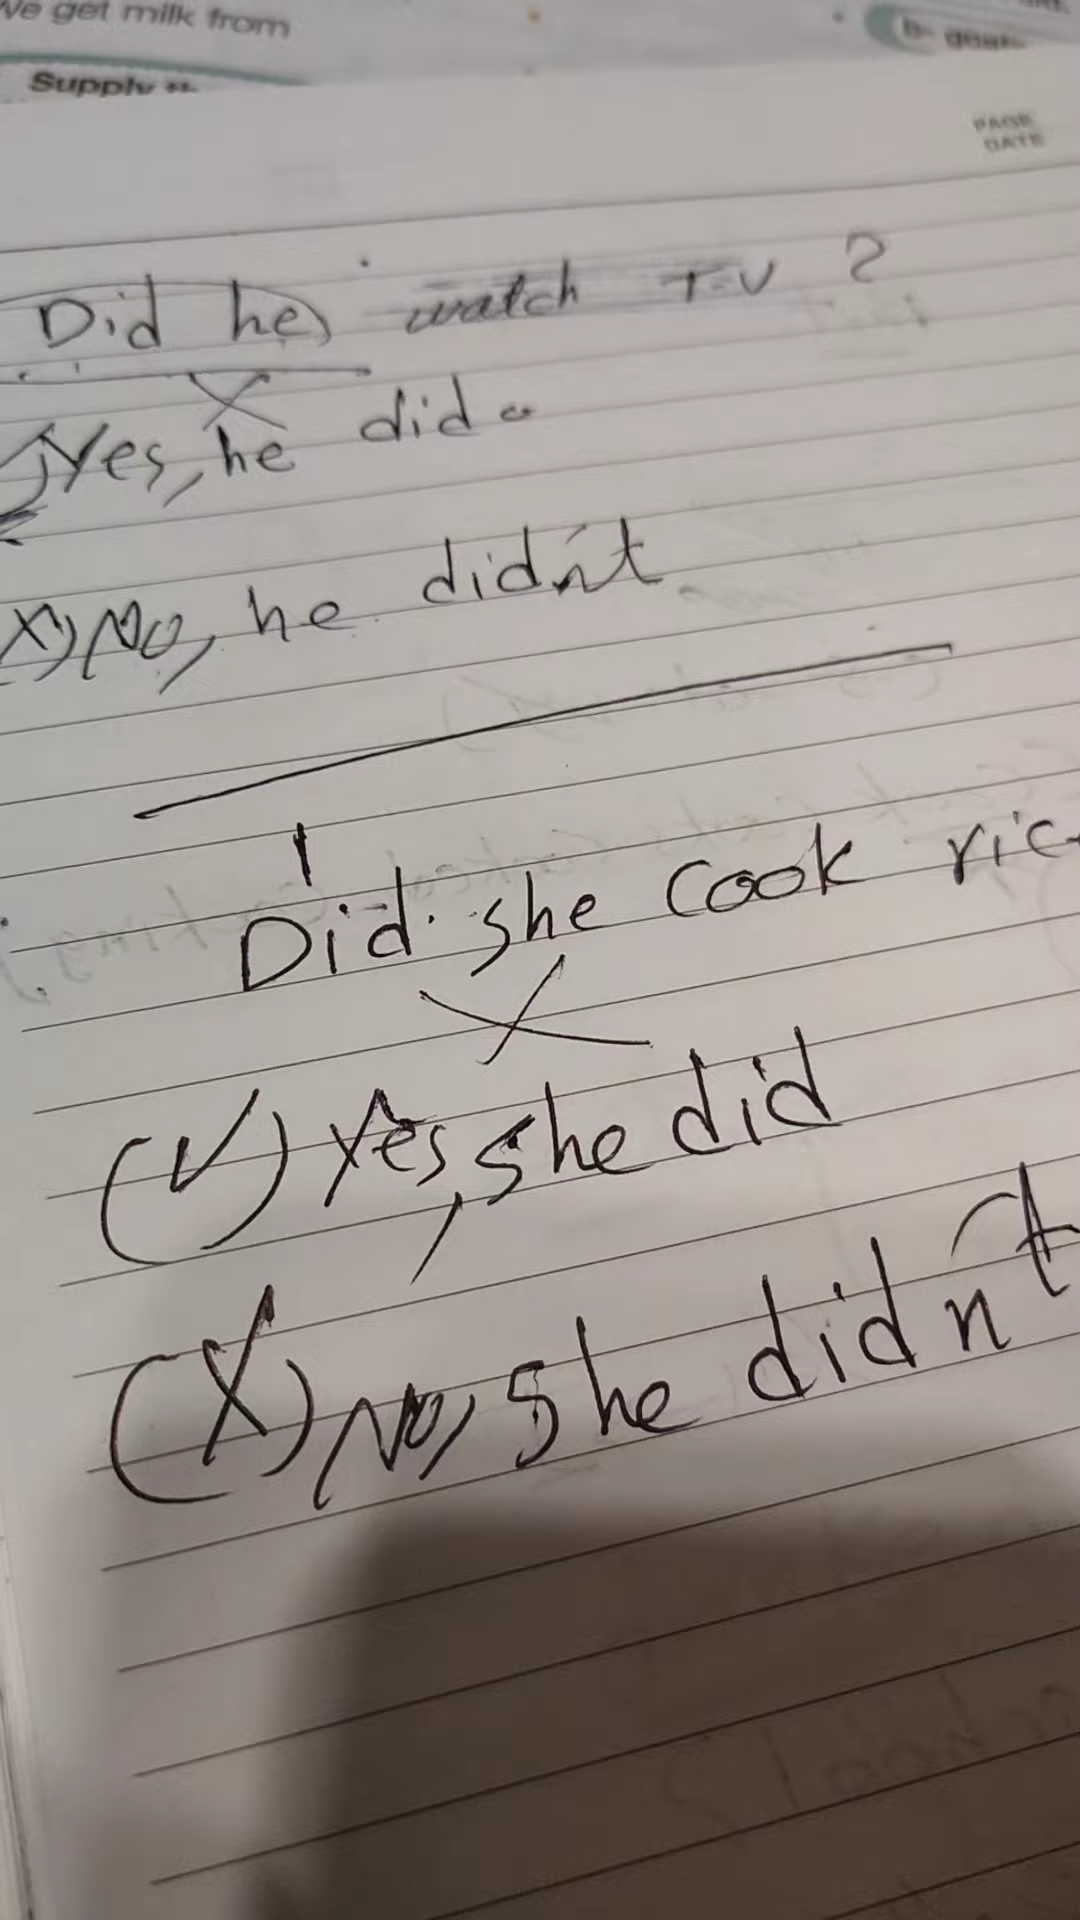 We get milk from
Supply
PAGE
DATE
Did he watch T.V ?
Yes, he did.
X) No, he didn't.
Did she cook
(✓) Yes, she did
(X) No, she didn't